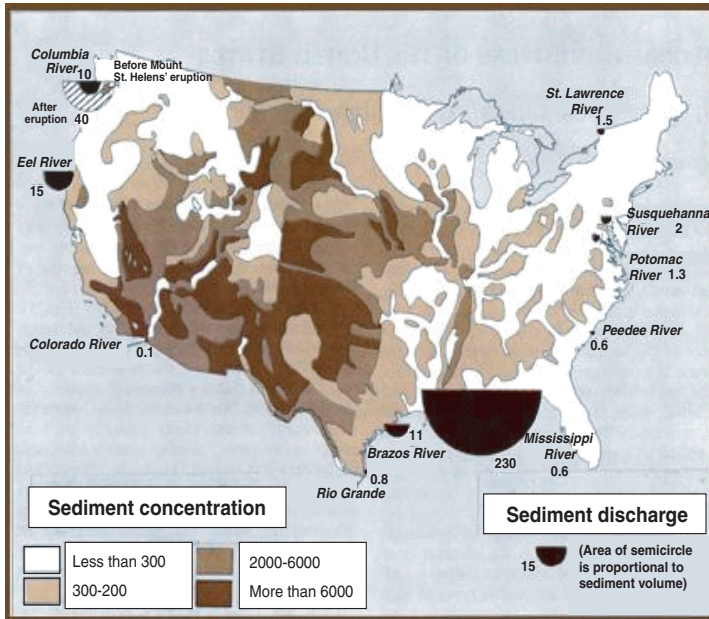 Columbia
River 10
Before Mount
St. Helens' eruption
After
eruption
40
Eel River
15
St. Lawrence
River
1.5
Susquehanna
River 2
Potomac
River 1.3
Peedee River
0.6
Colorado River
0.1
11
Brazos River
Mississippi
River
0.6
230
0.8
Rio Grande
Sediment concentration
Less than 300
2000-6000
300-200
More than 6000
Sediment discharge
15
(Area of semicircle
is proportional to
sediment volume)